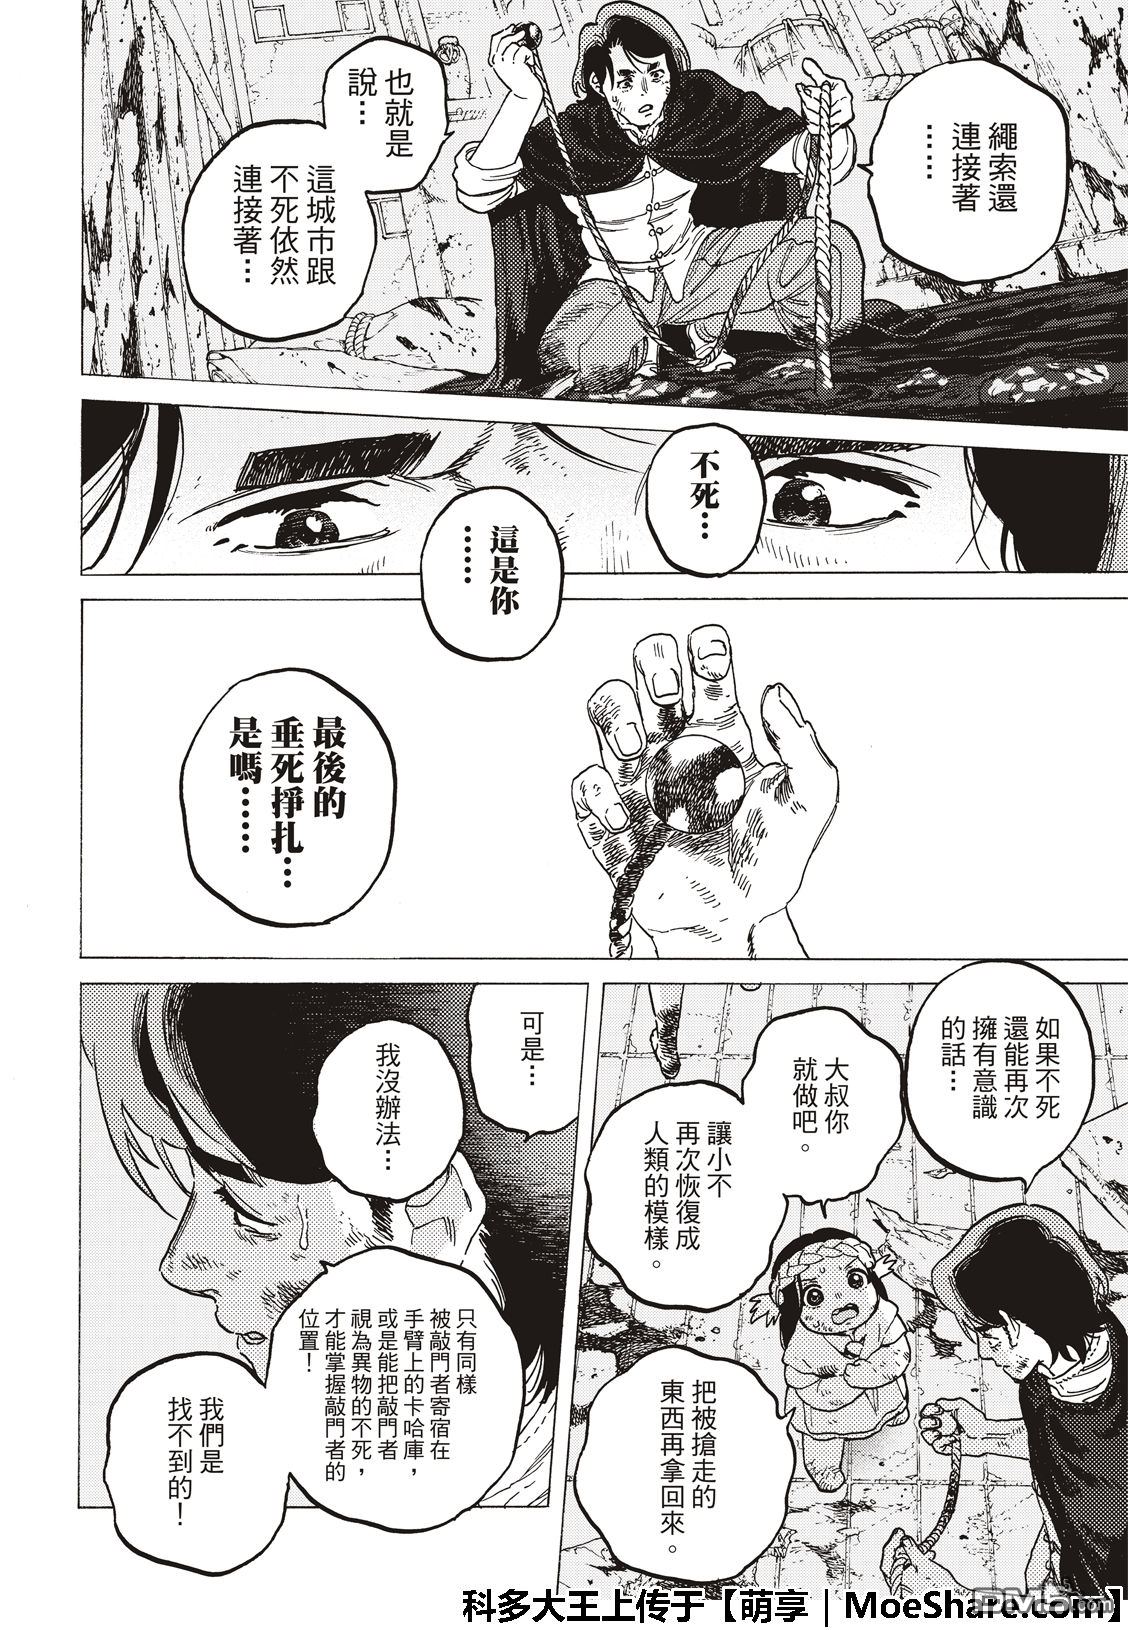 繩索還
連接著
……
也就是
說…
這城市跟
不死依然
連接著…
不死…
這是你
……
最後的
垂死掙扎…
是嗎……
如果不死
還能再次
擁有意識
的話…
大叔你
就做吧。
讓小不
再次恢復成
人類的模樣。
把被搶走的
東西再拿回來。
可是…
我沒辦法…
只有同樣
被敲門者寄宿在
手臂上的卡哈庫，
或是能把敲門者
視為異物的不死，
才能掌握敲門者的
位置！
我們是
找不到的！
科多大王上传于【萌享｜MoeShare.com】